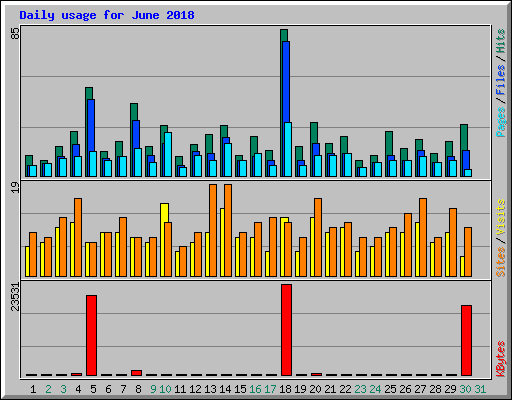 Daily usage for June 2018
85
Pages / Files / Hits
19
Sites / Visits
23531
KBytes
1 2 3 4 5 6 7 8 9 10 11 12 13 14 15 16 17 18 19 20 21 22 23 24 25 26 27 28 29 30 31